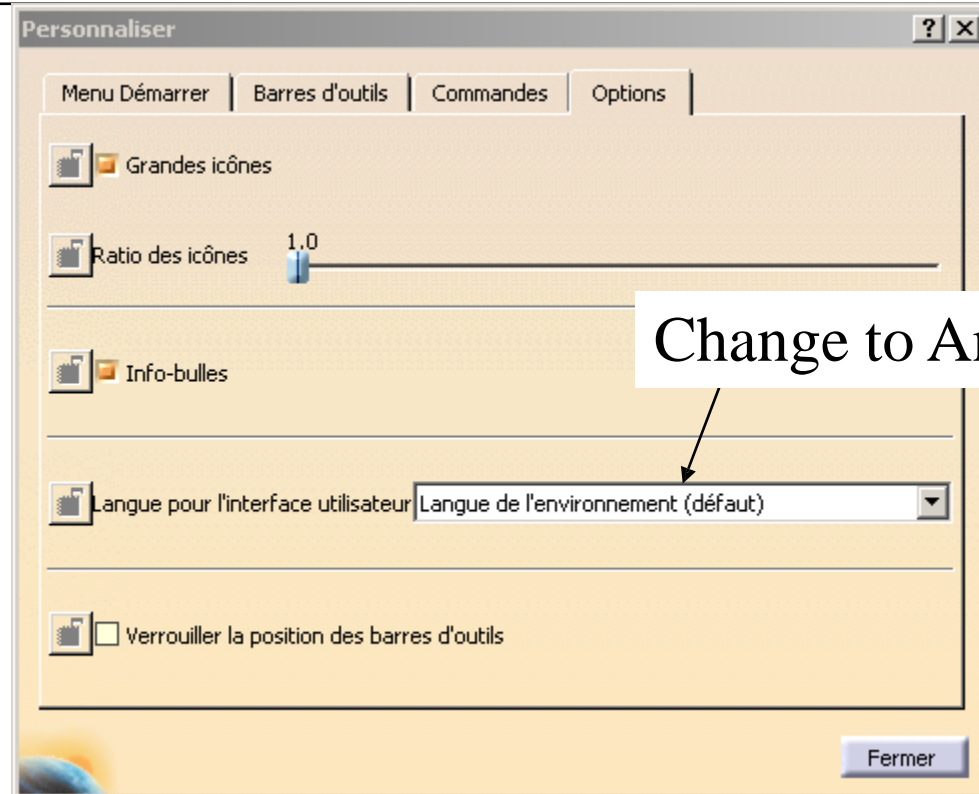 Personnaliser
Menu Démarrer Barres d'outils Commandes Options
Grandes icônes
1.0
Ratio des icônes
Change to
Info-bulles
Langue pour l'interface utilisateur Langue de l'environnement (défaut)
Verrouiller la position des barres d'outils
Fermer